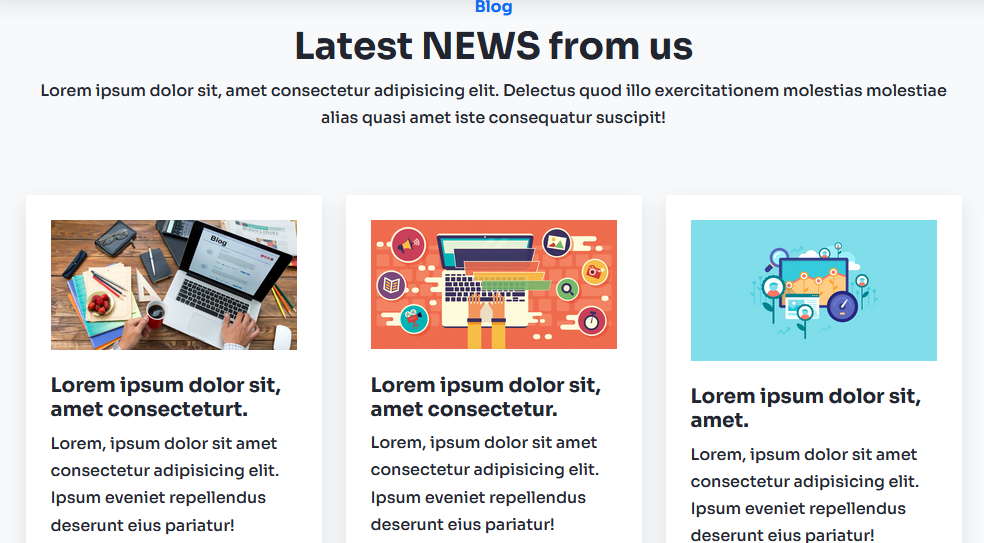 Blog
Latest NEWS from us
Lorem ipsum dolor sit, amet consectetur adipisicing elit. Delectus quod illo exercitationem molestias molestiae
alias quasi amet iste consequatur suscipit!
Blog
Lorem ipsum dolor sit,
amet consecteturt.
Lorem, ipsum dolor sit amet
consectetur adipisicing elit.
Ipsum eveniet repellendus
deserunt eius pariatur!
Lorem ipsum dolor sit,
amet consectetur.
Lorem, ipsum dolor sit amet
consectetur adipisicing elit.
Ipsum eveniet repellendus
deserunt eius pariatur!
Lorem ipsum dolor sit,
amet.
Lorem, ipsum dolor sit amet
consectetur adipisicing elit.
Ipsum eveniet repellendus
deserunt eius pariatur!